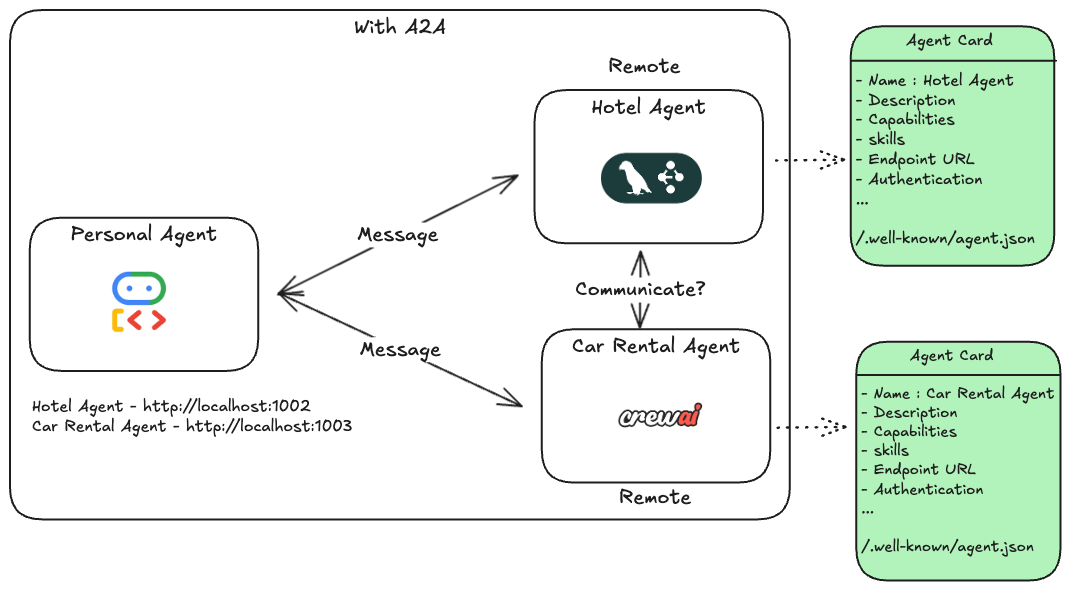 With A2A
Remote
Hotel Agent
Personal Agent
Message
Communicate?
Message
Car Rental Agent
crewai
Hotel Agent - http://localhost:1002
Car Rental Agent - http://localhost:1003
Remote
Agent Card
- Name : Hotel Agent
- Description
- Capabilities
- skills
- Endpoint URL
- Authentication
...
/.well-known/agent.json
Agent Card
- Name : Car Rental Agent
- Description
- Capabilities
- skills
- Endpoint URL
- Authentication
...
/.well-known/agent.json